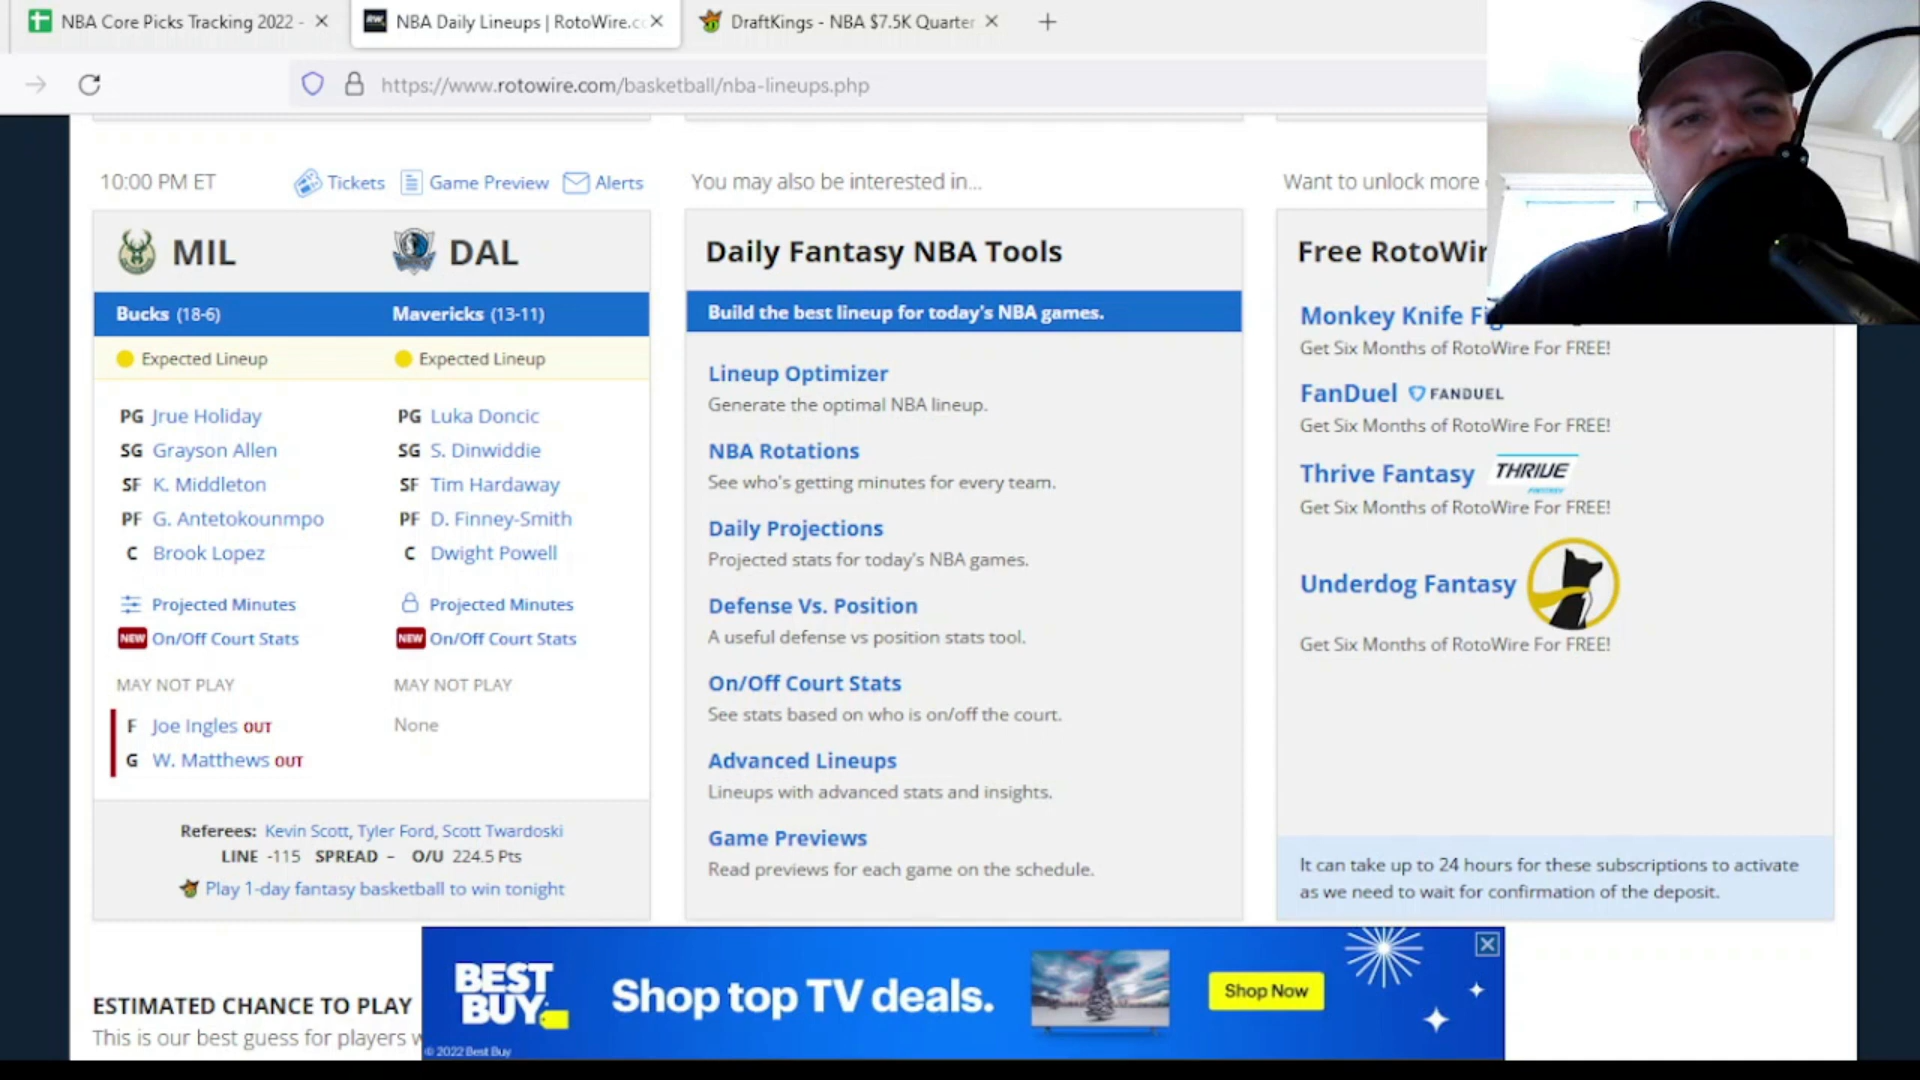 NBA Core Picks Tracking 2022 -
NBA Daily Lineups | RotoWire.c
DraftKings - NBA $7.5K Quarter
https://www.rotowire.com/basketball/nba-lineups.php
10:00 PM ET
Tickets
Game Preview
Alerts
MIL
DAL
Bucks (18-6)
Mavericks (13-11)
Expected Lineup
Expected Lineup
PG Jrue Holiday
PG Luka Doncic
SG Grayson Allen
SG S. Dinwiddie
SF K. Middleton
SF Tim Hardaway
PF G. Antetokounmpo
PF D. Finney-Smith
C Brook Lopez
C Dwight Powell
Projected Minutes
Projected Minutes
NEW On/Off Court Stats
NEW On/Off Court Stats
MAY NOT PLAY
MAY NOT PLAY
F Joe Ingles OUT
None
G W. Matthews OUT
Referees: Kevin Scott, Tyler Ford, Scott Twardoski
LINE -115 SPREAD – O/U 224.5 Pts
Play 1-day fantasy basketball to win tonight
You may also be interested in...
Daily Fantasy NBA Tools
Build the best lineup for today's NBA games.
Lineup Optimizer
Generate the optimal NBA lineup.
NBA Rotations
See who's getting minutes for every team.
Daily Projections
Projected stats for today's NBA games.
Defense Vs. Position
A useful defense vs position stats tool.
On/Off Court Stats
See stats based on who is on/off the court.
Advanced Lineups
Lineups with advanced stats and insights.
Game Previews
Read previews for each game on the schedule.
Want to unlock more
Free RotoWir
Monkey Knife Fi
Get Six Months of RotoWire For FREE!
FanDuel FANDUEL
Get Six Months of RotoWire For FREE!
Thrive Fantasy THRIVE FANTASY
Get Six Months of RotoWire For FREE!
Underdog Fantasy
Get Six Months of RotoWire For FREE!
It can take up to 24 hours for these subscriptions to activate
as we need to wait for confirmation of the deposit.
ESTIMATED CHANCE TO PLAY
This is our best guess for players w
BEST
BUY
Shop top TV deals.
Shop Now
© 2022 Best Buy